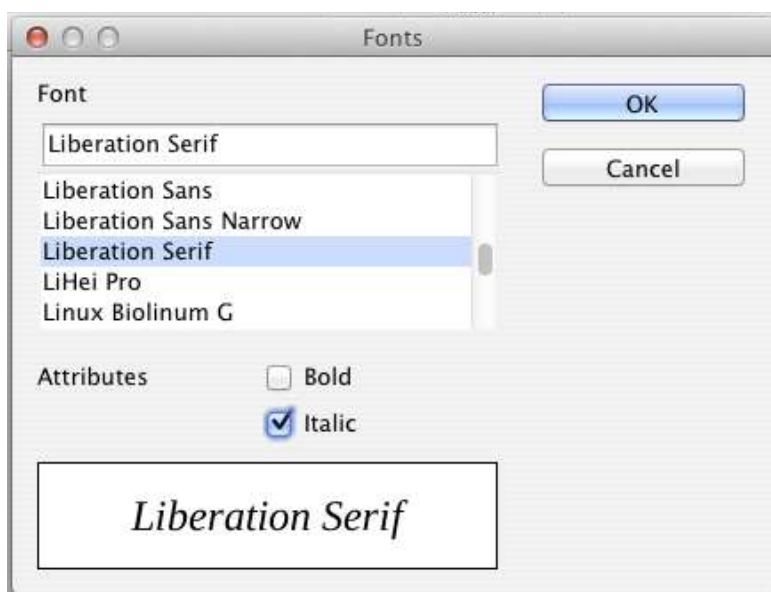 Fonts
Font
OK
Liberation Serif
Cancel
Liberation Sans
Liberation Sans Narrow
Liberation Serif
LiHei Pro
Linux Biolinum G
Attributes
Bold
Italic
Liberation Serif